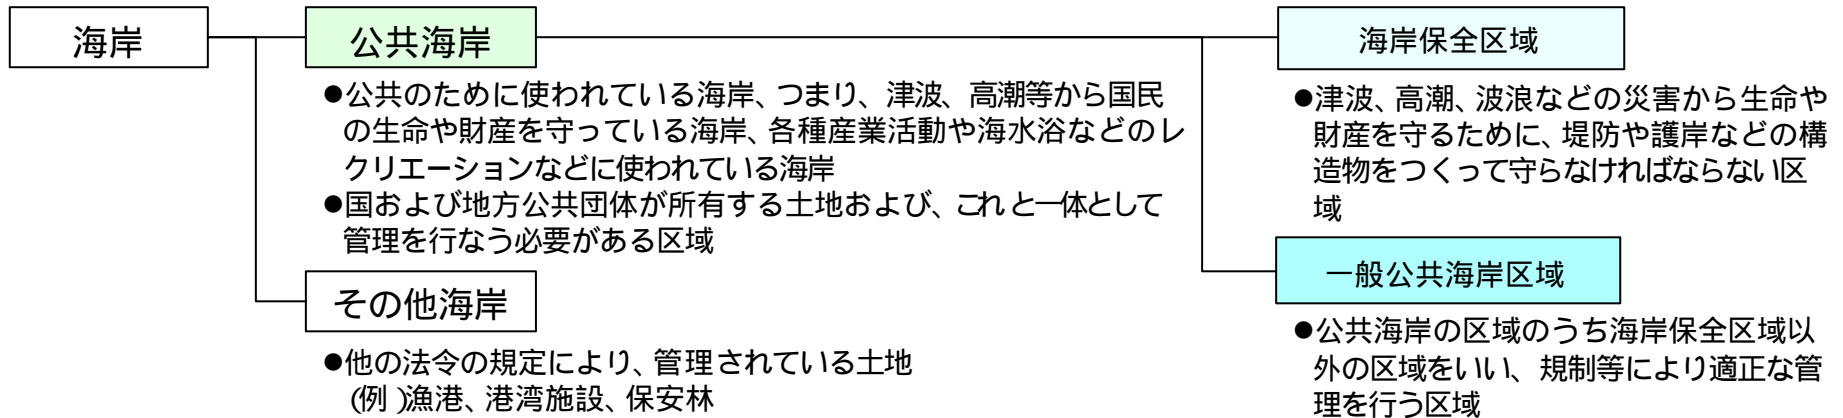 海岸
公共海岸
●公共のために使われている海岸、つまり、津波、高潮等から国民
の生命や財産を守っている海岸、各種産業活動や海水浴などのレ
クリエーションなどに使われている海岸
●国および地方公共団体が所有する土地および、これと一体として
管理を行なう必要がある区域
その他海岸
●他の法令の規定により、管理されている土地
(例)漁港、港湾施設、保安林
海岸保全区域
●津波、高潮、波浪などの災害から生命や
財産を守るために、堤防や護岸などの構
造物をつくって守らなければならない区
域
一般公共海岸区域
●公共海岸の区域のうち海岸保全区域以
外の区域をいい、規制等により適正な管
理を行う区域